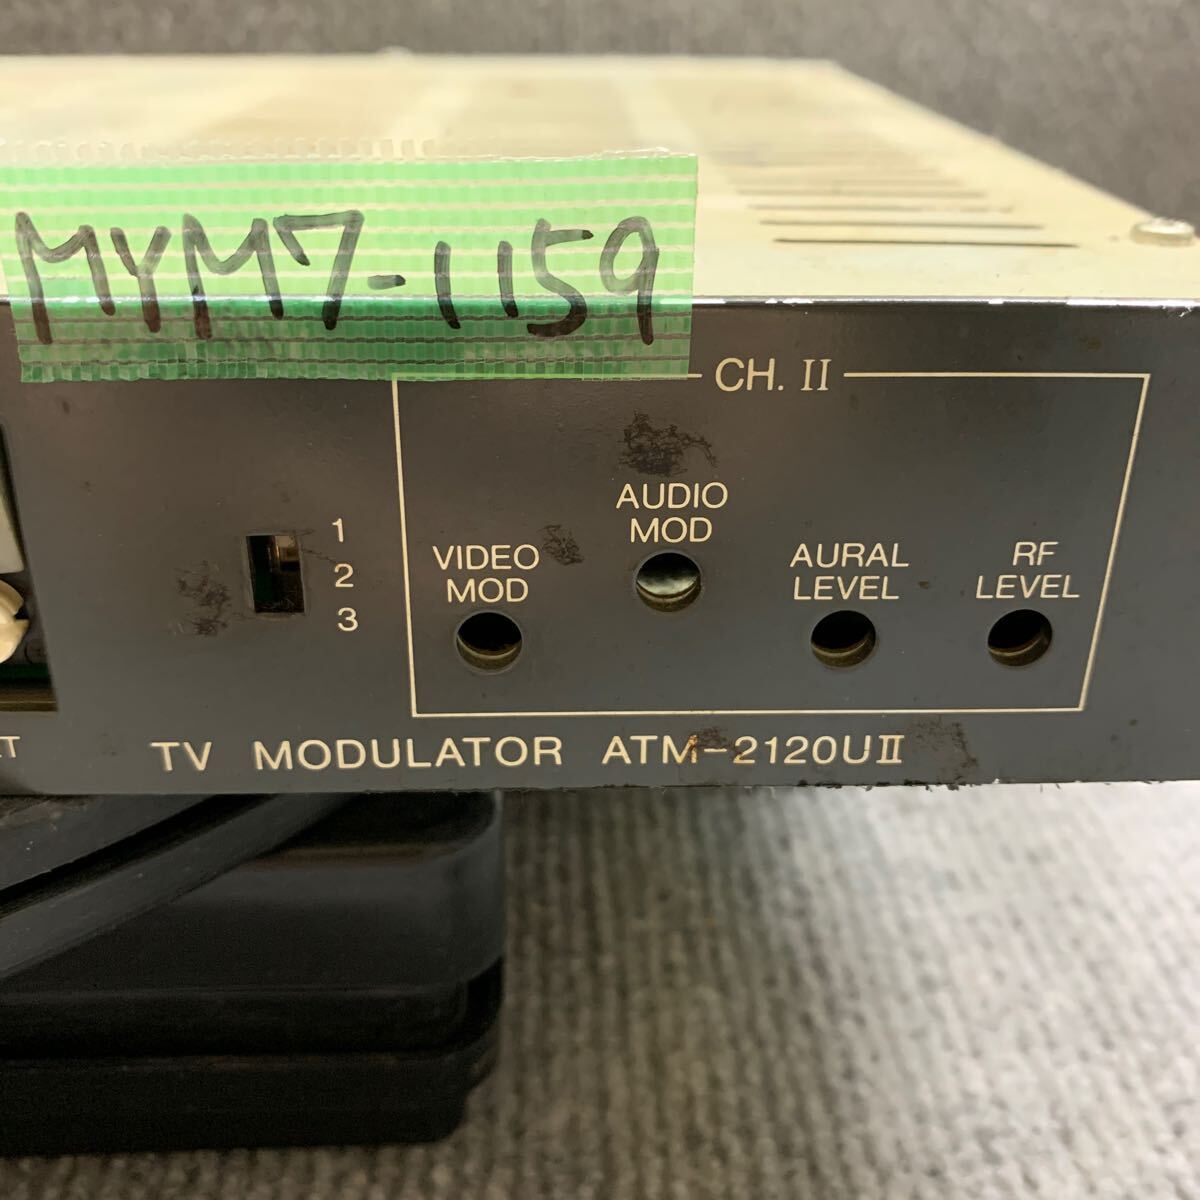 MYM7-1159
CH. II
AUDIO
MOD
VIDEO
MOD
AURAL
LEVEL
RF
LEVEL
1
2
3
TV MODULATOR ATM-2120UII